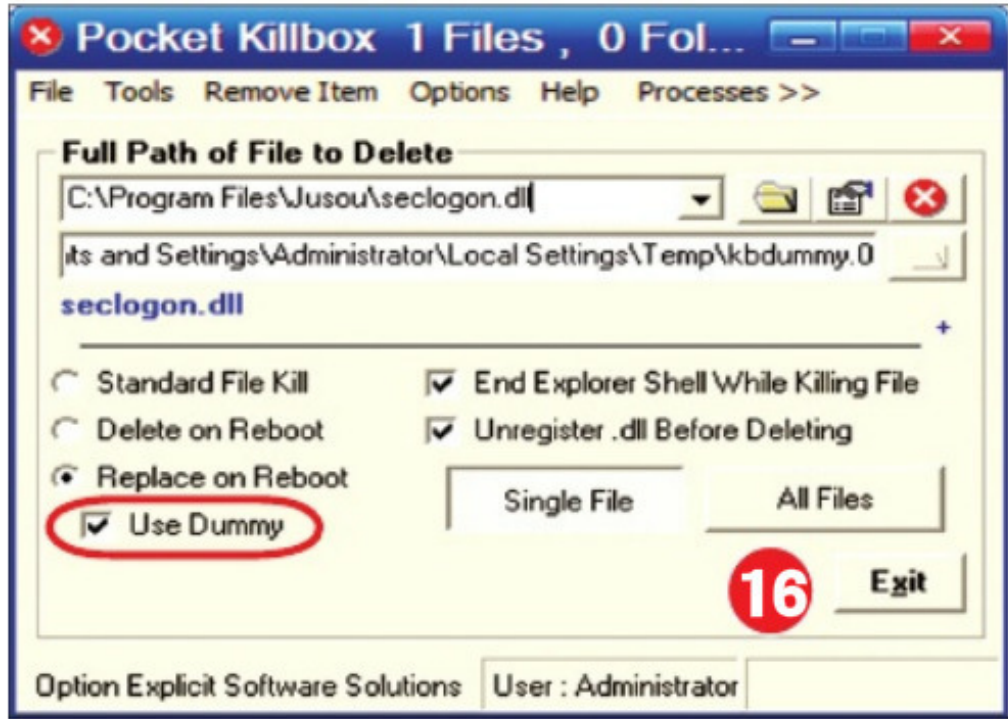 Pocket Killbox 1 Files , 0 Fol...
File Tools Remove Item Options Help Processes >>
Full Path of File to Delete
C:\Program Files\Jusou\seclogon.dll
its and Settings\Administrator\Local Settings\Temp\kbdummy.0
seclogon.dll
+
Standard File Kill
End Explorer Shell While Killing File
Delete on Reboot
Unregister .dll Before Deleting
Replace on Reboot
Use Dummy
Single File
All Files
16
Exit
Option Explicit Software Solutions
User : Administrator